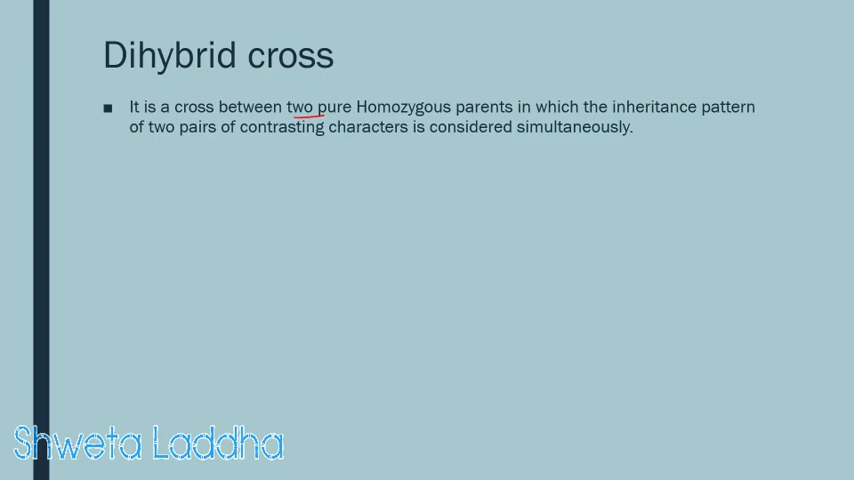 Dihybrid cross
■ It is a cross between two pure Homozygous parents in which the inheritance pattern
of two pairs of contrasting characters is considered simultaneously.
Shweta Laddha